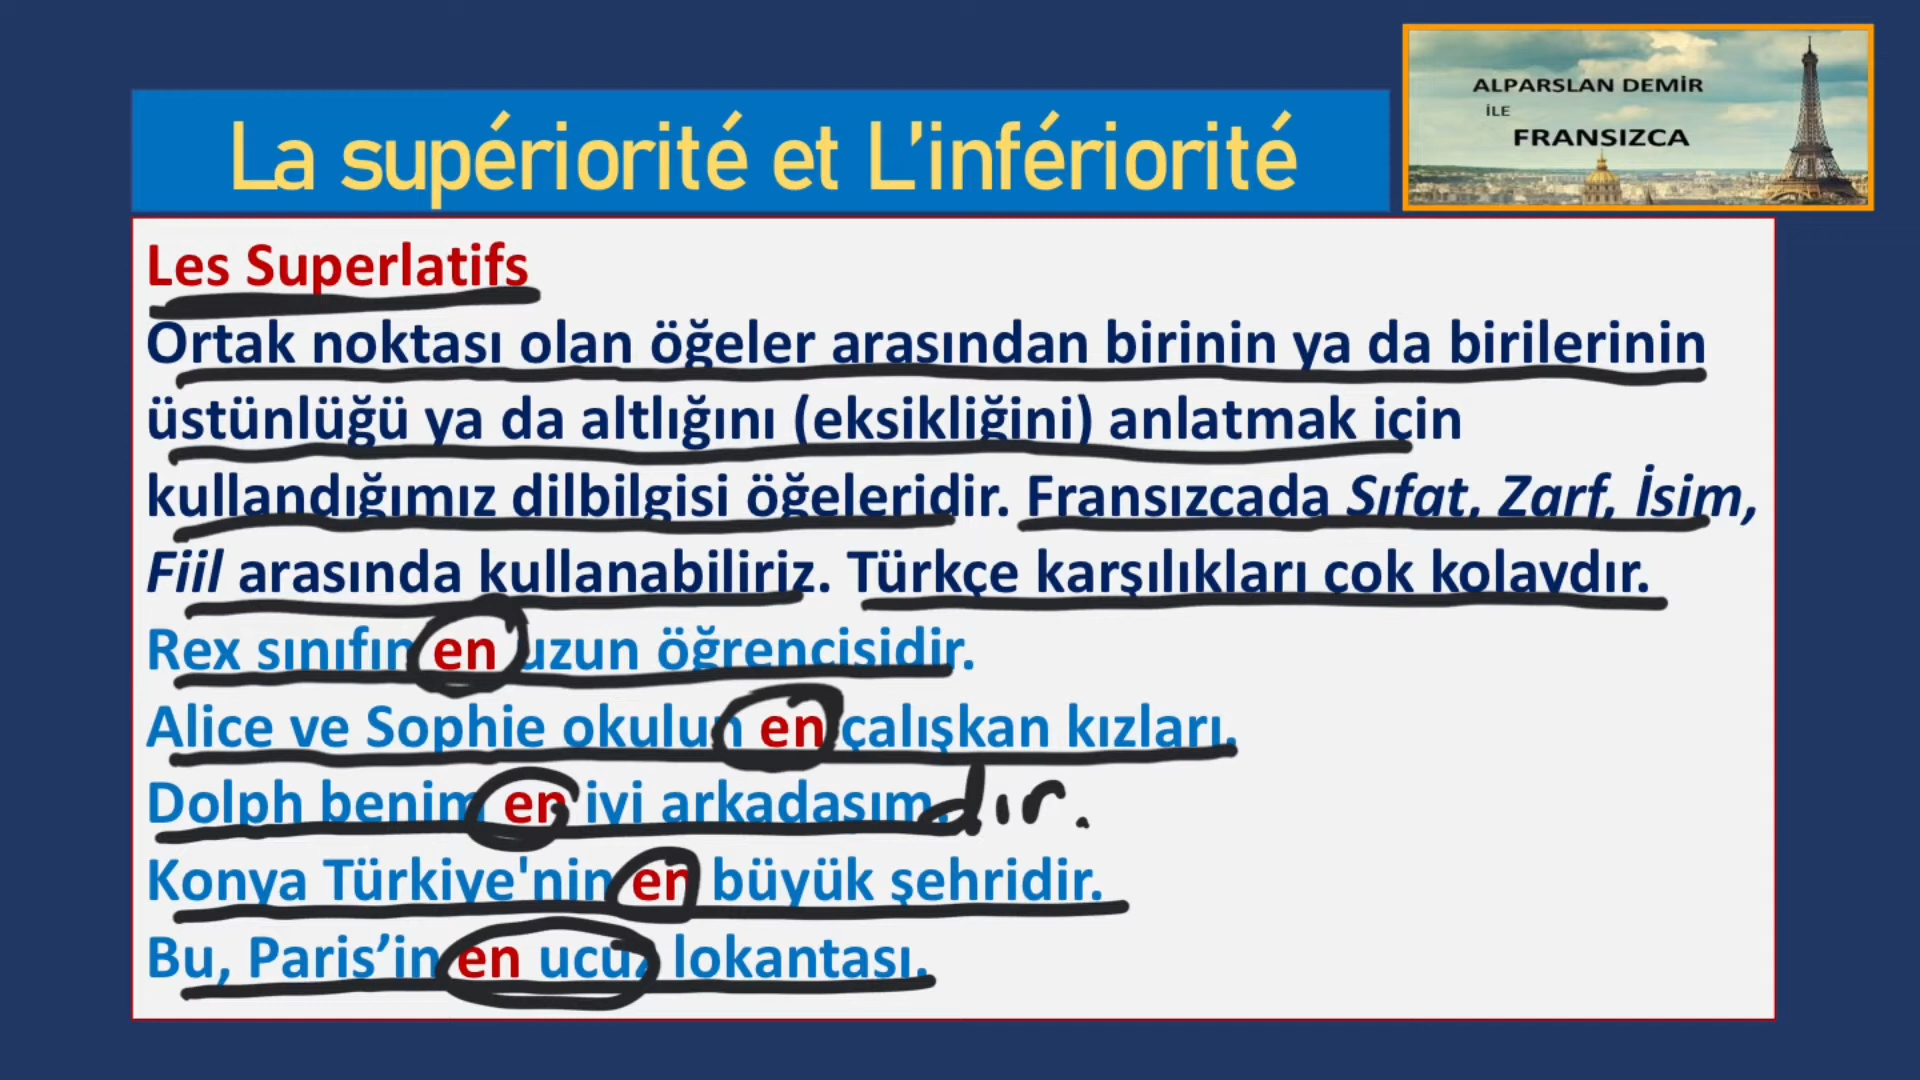 ALPARSLAN DEMİR
İLE
FRANSIZCA
La supériorité et L'infériorité
Les Superlatifs
Ortak noktası olan öğeler arasından birinin ya da birilerinin
üstünlüğü ya da altlığını (eksikliğini) anlatmak için
kullandığımız dilbilgisi öğeleridir. Fransızcada Sıfat, Zarf, İsim,
Fiil arasında kullanabiliriz. Türkçe karşılıkları çok kolaydır.
Rex sınıfın en uzun öğrencisidir.
Alice ve Sophie okulun en çalışkan kızları.
Dolph benim en iyi arkadaşım. dır.
Konya Türkiye'nin en büyük şehridir.
Bu, Paris’in en ucuz lokantası.